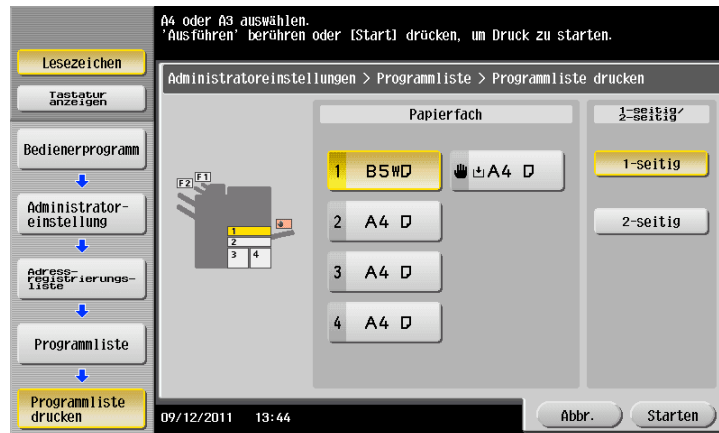 A4 oder A3 auswählen.
'Ausführen' berühren oder [Start] drücken, um Druck zu starten.
Lesezeichen
Tastatur
anzeigen
Bedienerprogramm
Administrator-
einstellung
Adress-
registrierungs-
liste
Programmliste
Programmliste
drucken
Administratoreinstellungen > Programmliste > Programmliste drucken
Papierfach
1-seitig/
2-seitig
1 B5W
A4
2 A4
3 A4
4 A4
1-seitig
2-seitig
F2 F1
1
2
3 4
09/12/2011 13:44
Abbr.
Starten